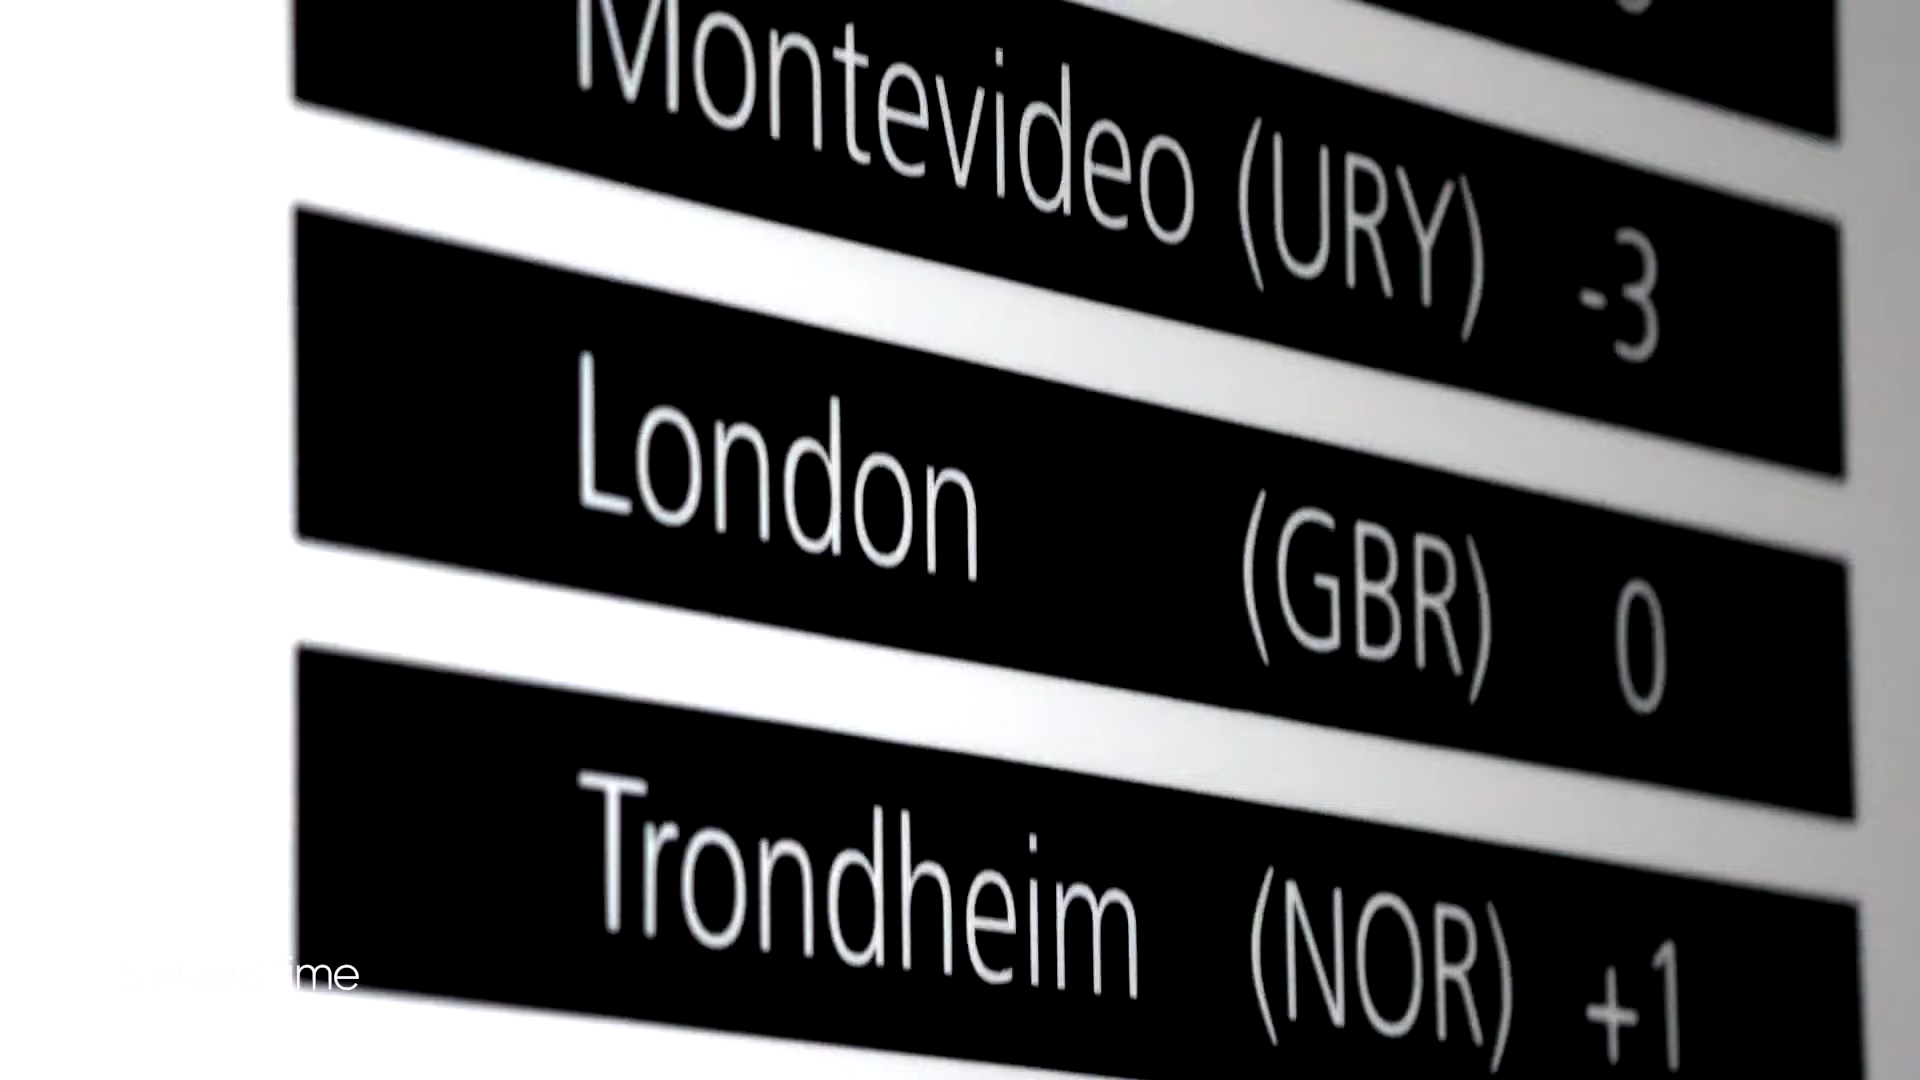 Montevideo (URY) -3
London (GBR) 0
Trondheim (NOR) +1